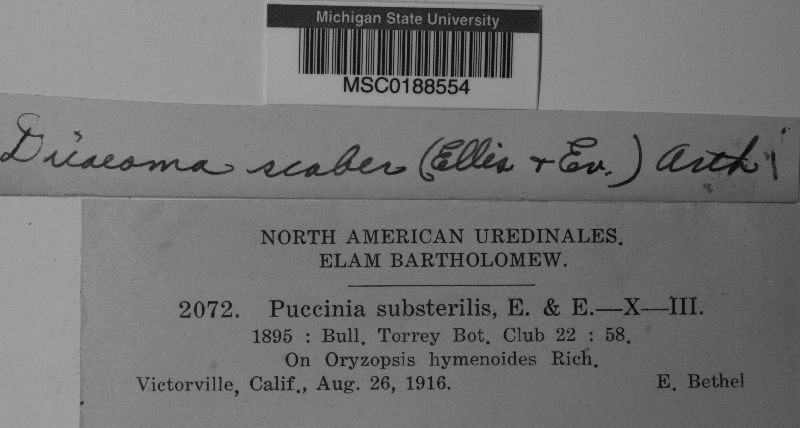 Michigan State University
MSC0188554
Dicaeoma scaber (Ellis + Ev.) Arth
NORTH AMERICAN UREDINALES.
ELAM BARTHOLOMEW.
2072. Puccinia substerilis, E. & E.—X—III.
1895 : Bull. Torrey Bot. Club 22 : 58.
On Oryzopsis hymenoides Rich.
Victorville, Calif., Aug. 26, 1916. E. Bethel